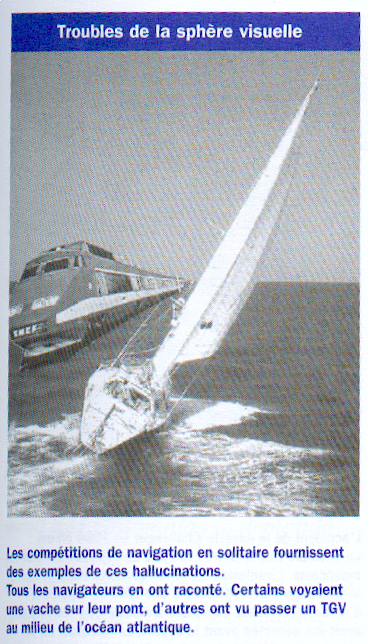 Troubles de la sphère visuelle
SNCF
Les compétitions de navigation en solitaire fournissent
des exemples de ces hallucinations.
Tous les navigateurs en ont raconté. Certains voyaient
une vache sur leur pont, d'autres ont vu passer un TGV
au milieu de l'océan atlantique.